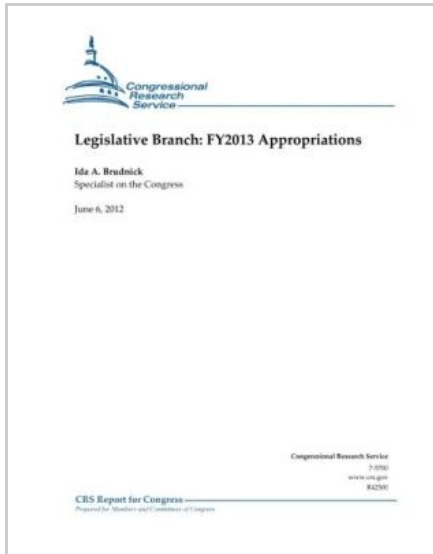 Congressional
Research
Service
Legislative Branch: FY2013 Appropriations
Ida A. Brudnick
Specialist on the Congress
June 6, 2012
Congressional Research Service
7-5700
www.crs.gov
R42500
CRS Report for Congress
Prepared for Members and Committees of Congress